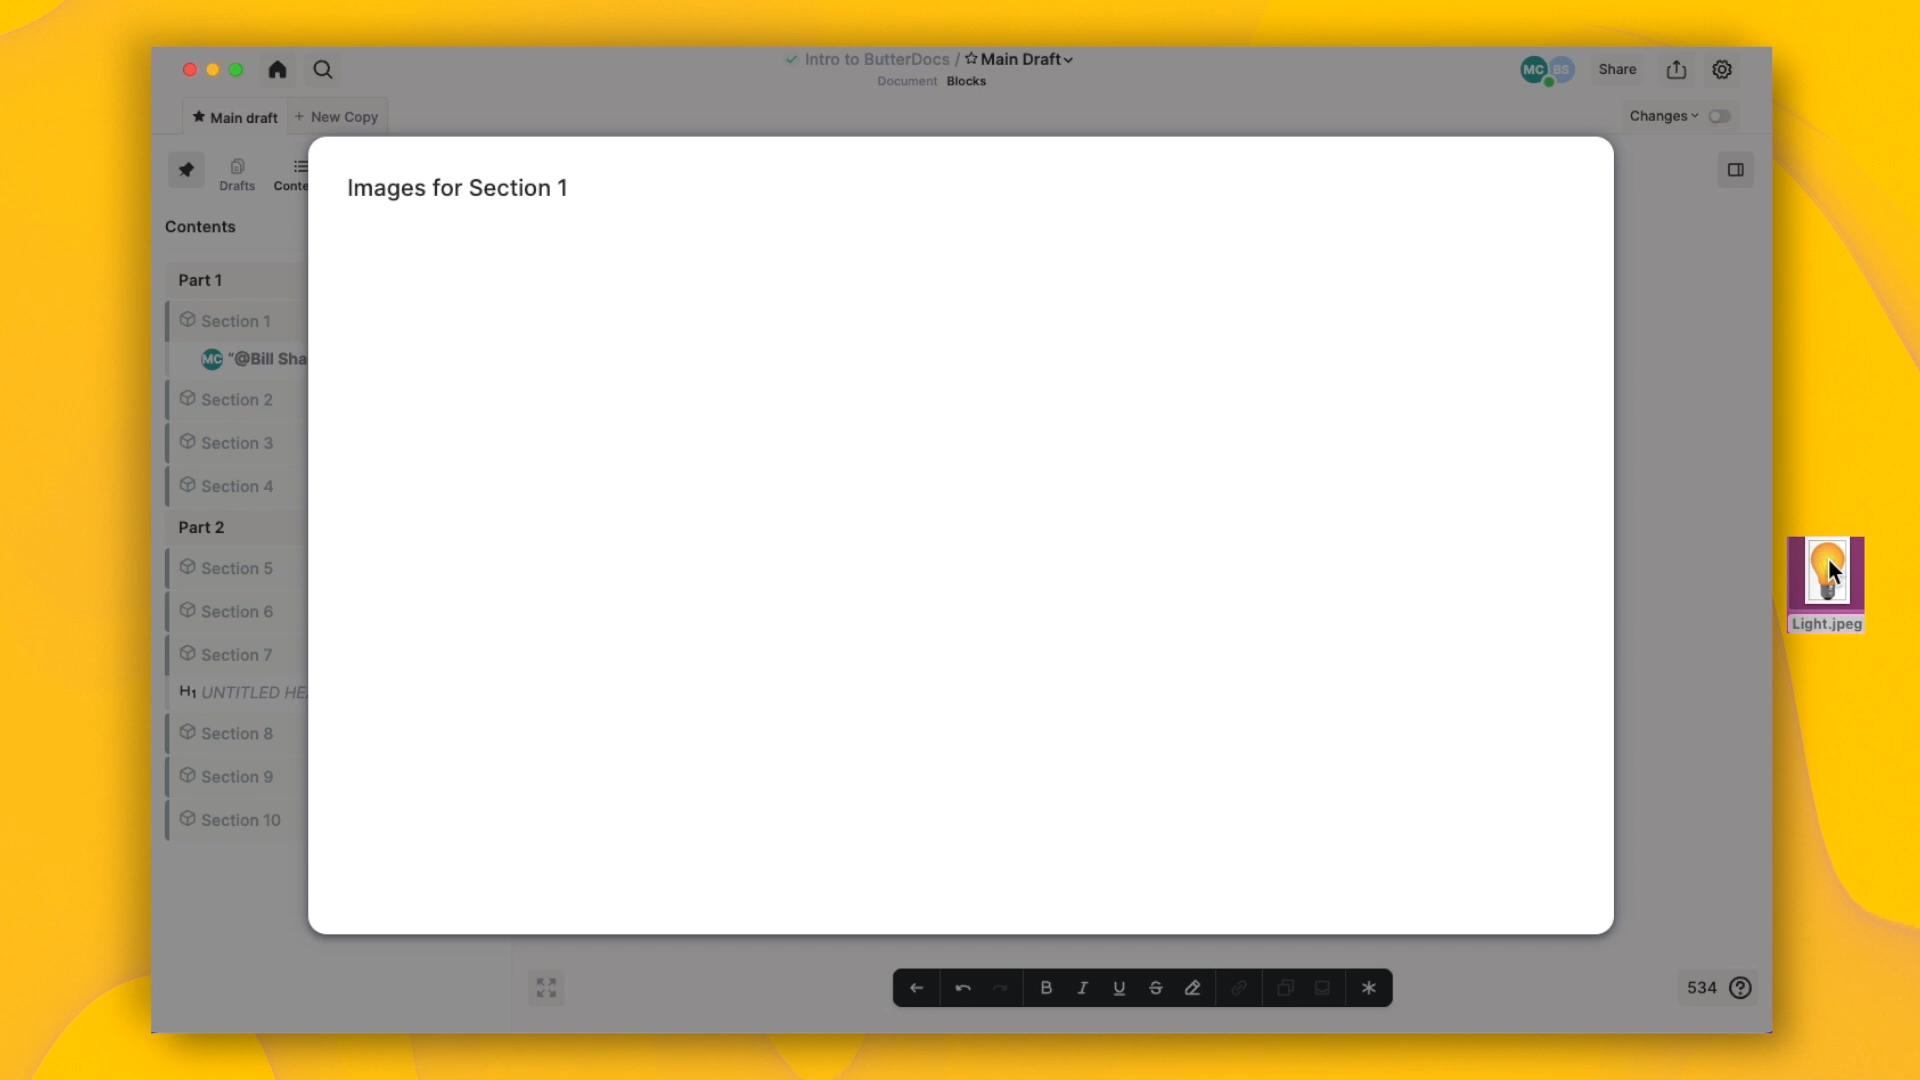 Intro to ButterDocs / Main Draft
Document Blocks
MC BS Share
Main draft + New Copy
Changes
Drafts
Conte
Images for Section 1
Contents
Part 1
Section 1
MC “@Bill Sha
Section 2
Section 3
Section 4
Part 2
Section 5
Section 6
Section 7
H1 UNTITLED HE
Section 8
Section 9
Section 10
Light.jpeg
B I U S
534